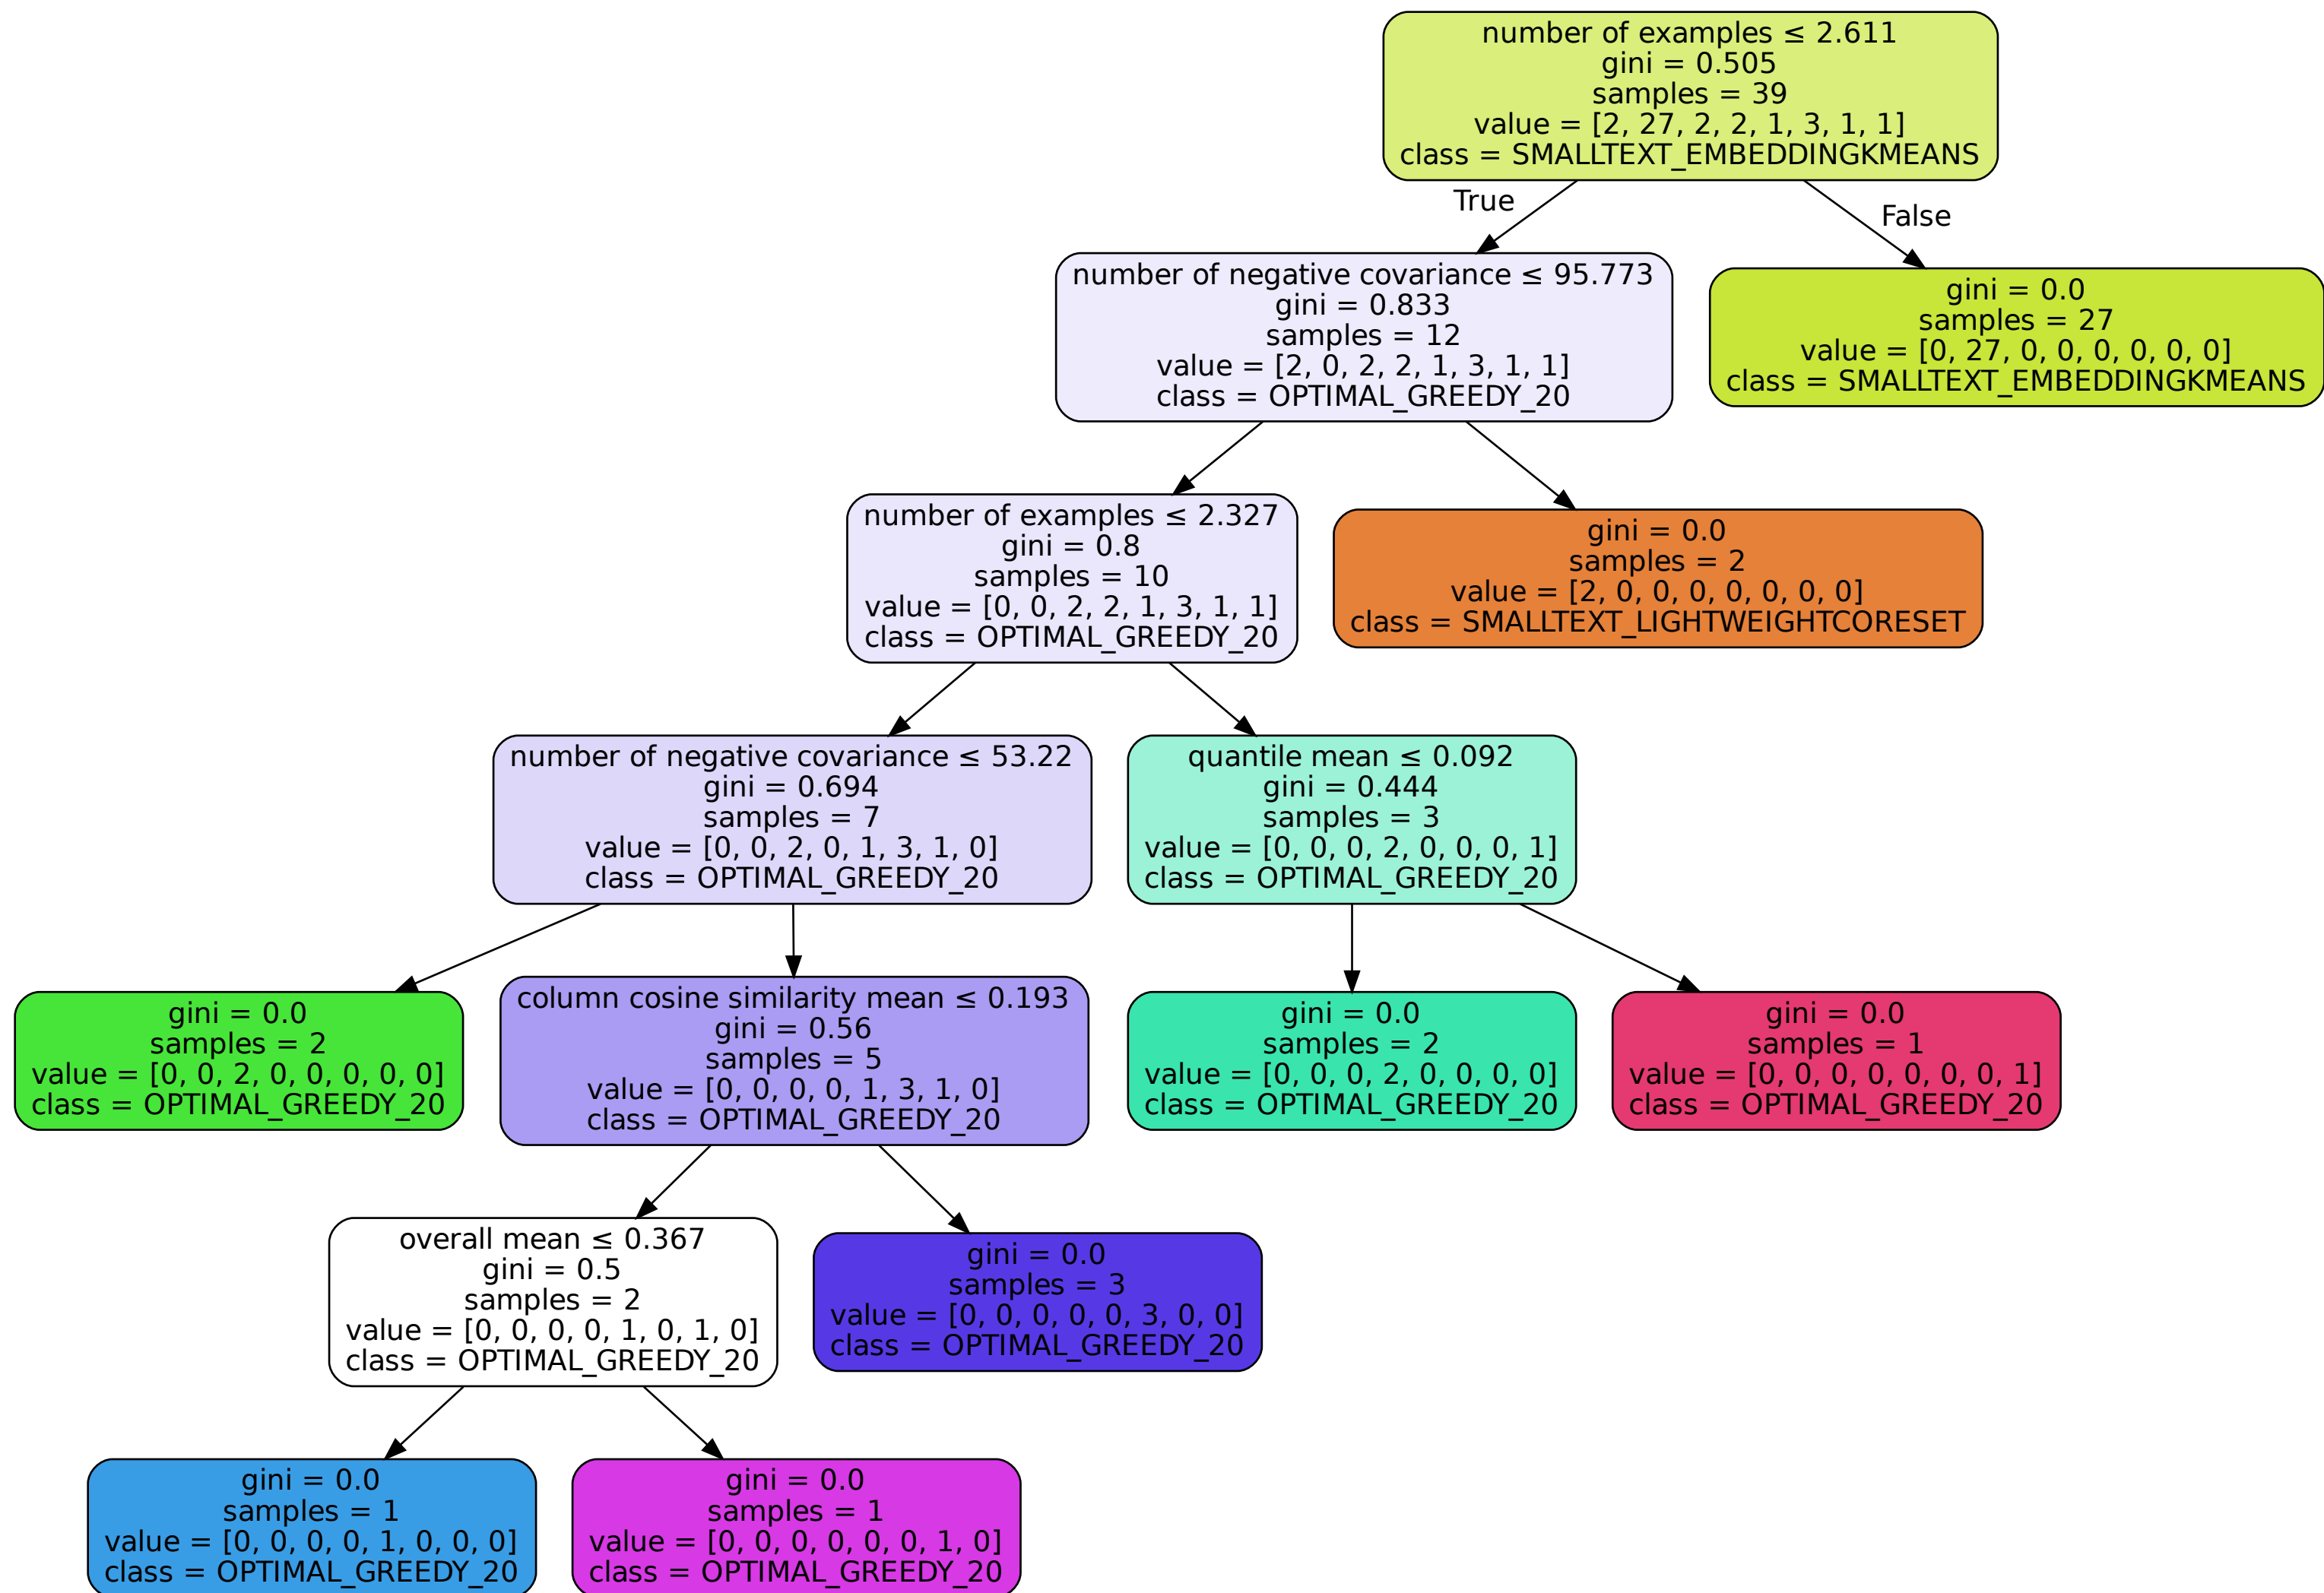 number of examples ≤ 2.611
gini = 0.505
samples = 39
value = [2, 27, 2, 2, 1, 3, 1, 1]
class = SMALLTEXT_EMBEDDINGKMEANS
True
False
number of negative covariance ≤ 95.773
gini = 0.833
samples = 12
value = [2, 0, 2, 2, 1, 3, 1, 1]
class = OPTIMAL_GREEDY_20
gini = 0.0
samples = 27
value = [0, 27, 0, 0, 0, 0, 0, 0]
class = SMALLTEXT_EMBEDDINGKMEANS
number of examples ≤ 2.327
gini = 0.8
samples = 10
value = [0, 0, 2, 2, 1, 3, 1, 1]
class = OPTIMAL_GREEDY_20
gini = 0.0
samples = 2
value = [2, 0, 0, 0, 0, 0, 0, 0]
class = SMALLTEXT_LIGHTWEIGHTCORESET
number of negative covariance ≤ 53.22
gini = 0.694
samples = 7
value = [0, 0, 2, 0, 1, 3, 1, 0]
class = OPTIMAL_GREEDY_20
quantile mean ≤ 0.092
gini = 0.444
samples = 3
value = [0, 0, 0, 2, 0, 0, 0, 1]
class = OPTIMAL_GREEDY_20
gini = 0.0
samples = 2
value = [0, 0, 2, 0, 0, 0, 0, 0]
class = OPTIMAL_GREEDY_20
column cosine similarity mean ≤ 0.193
gini = 0.56
samples = 5
value = [0, 0, 0, 0, 1, 3, 1, 0]
class = OPTIMAL_GREEDY_20
gini = 0.0
samples = 2
value = [0, 0, 0, 2, 0, 0, 0, 0]
class = OPTIMAL_GREEDY_20
gini = 0.0
samples = 1
value = [0, 0, 0, 0, 0, 0, 0, 1]
class = OPTIMAL_GREEDY_20
overall mean ≤ 0.367
gini = 0.5
samples = 2
value = [0, 0, 0, 0, 1, 0, 1, 0]
class = OPTIMAL_GREEDY_20
gini = 0.0
samples = 3
value = [0, 0, 0, 0, 0, 3, 0, 0]
class = OPTIMAL_GREEDY_20
gini = 0.0
samples = 1
value = [0, 0, 0, 0, 1, 0, 0, 0]
class = OPTIMAL_GREEDY_20
gini = 0.0
samples = 1
value = [0, 0, 0, 0, 0, 0, 1, 0]
class = OPTIMAL_GREEDY_20